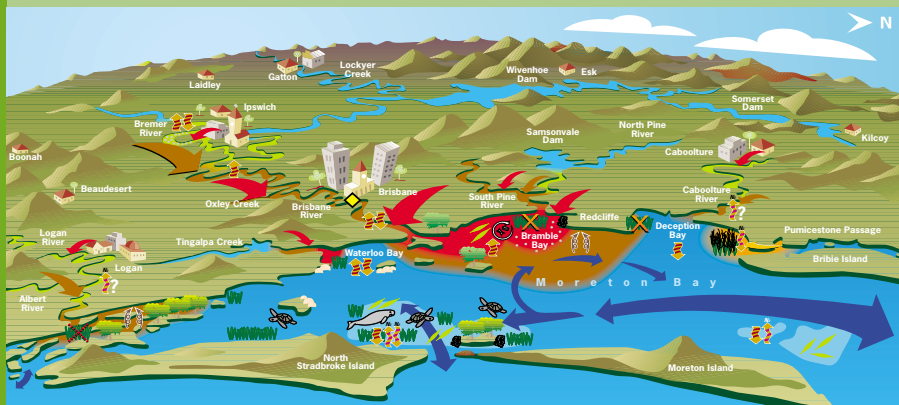 N
Lockyer
Creek
Gatton
Laidley
Wivenhoe
Dam
Esk
Somerset
Dam
Kilcoy
Ipswich
Bremer
River
Boonah
Samsonvale
Dam
North Pine
River
Caboolture
Beaudesert
Oxley Creek
Brisbane
River
Brisbane
South Pine
River
Redcliffe
Caboolture
River
?
Logan
River
Tingalpa Creek
Waterloo Bay
Bramble
Bay
Deception
Bay
Pumicestone Passage
Bribie Island
Logan
?
Albert
River
Moreton Bay
North
Stradbroke Island
Moreton Island